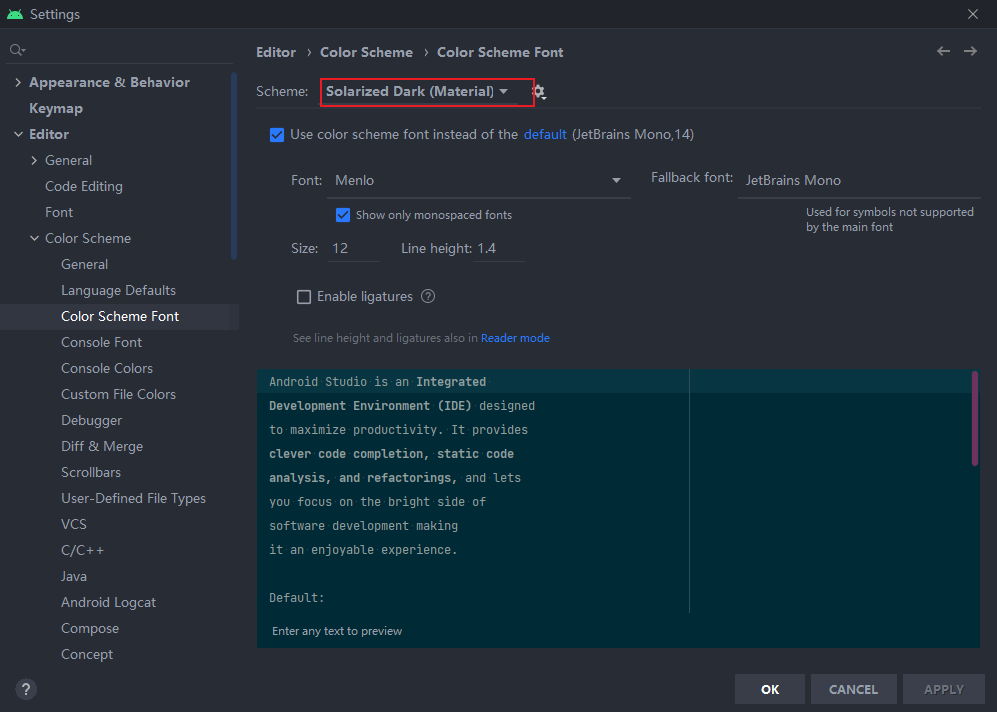 Settings
Editor › Color Scheme › Color Scheme Font
Appearance & Behavior
Keymap
Editor
General
Code Editing
Font
Color Scheme
General
Language Defaults
Color Scheme Font
Console Font
Console Colors
Custom File Colors
Debugger
Diff & Merge
Scrollbars
User-Defined File Types
VCS
C/C++
Java
Android Logcat
Compose
Concept
Scheme: Solarized Dark (Material)
Use color scheme font instead of the default (JetBrains Mono,14)
Font: Menlo
Fallback font: JetBrains Mono
Show only monospaced fonts
Used for symbols not supported
by the main font
Size: 12 Line height: 1.4
Enable ligatures ?
See line height and ligatures also in Reader mode
Android Studio is an Integrated
Development Environment (IDE) designed
to maximize productivity. It provides
clever code completion, static code
analysis, and refactorings, and lets
you focus on the bright side of
software development making
it an enjoyable experience.
Default:
Enter any text to preview
?
OK CANCEL APPLY